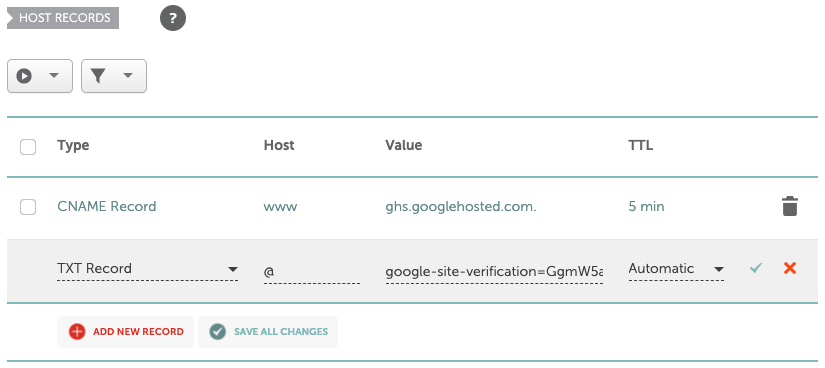 HOST RECORDS ?
Type Host Value TTL
CNAME Record www ghs.googlehosted.com. 5 min
TXT Record @ google-site-verification=GgmW5a Automatic
ADD NEW RECORD SAVE ALL CHANGES